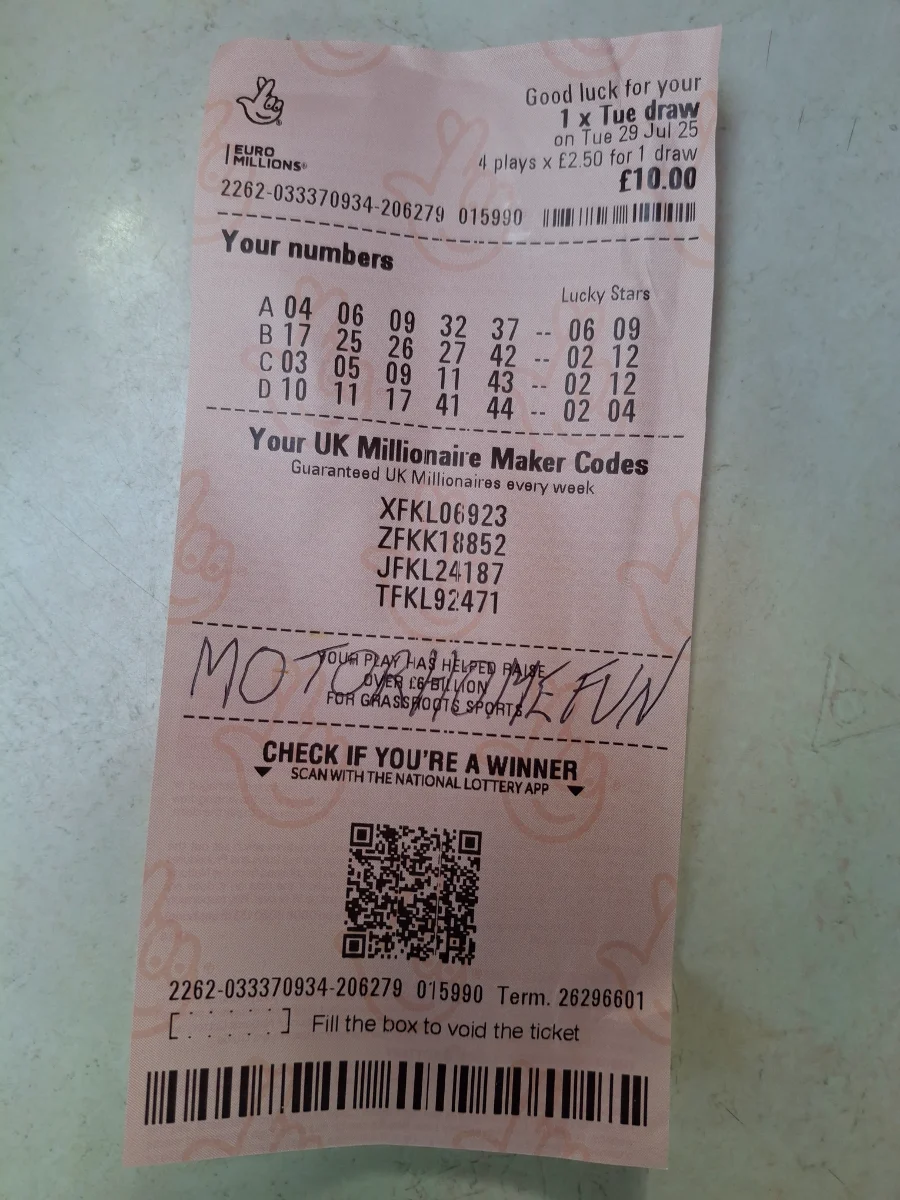 Good luck for your
1 x Tue draw
on Tue 29 Jul 25
4 plays x £2.50 for 1 draw
£10.00
EURO
MILLIONS®
2262-033370934-206279 015990
Your numbers
Lucky Stars
A 04 06 09 32 37 -- 06 09
B 17 25 26 27 42 -- 02 12
C 03 05 09 11 43 -- 02 12
D 10 11 17 41 44 -- 02 04
Your UK Millionaire Maker Codes
Guaranteed UK Millionaires every week
XFKL06923
ZFKK18852
JFKL24187
TFKL92471
MOTORHOME FUN
YOUR PLAY HAS HELPED RAISE
OVER £6 BILLION
FOR GRASSROOTS SPORTS
CHECK IF YOU'RE A WINNER
SCAN WITH THE NATIONAL LOTTERY APP
2262-033370934-206279 015990 Term. 26296601
[ ] Fill the box to void the ticket